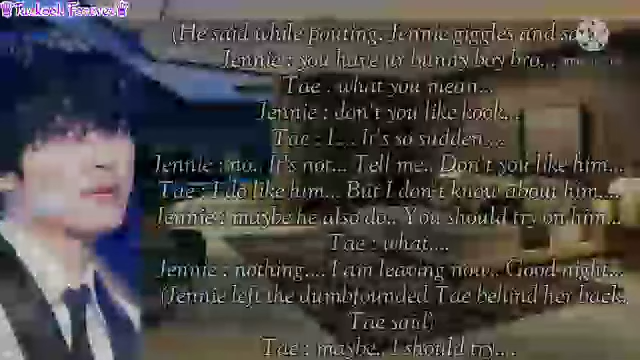 Taekook Forever
(He said while pouting. Jennie giggles and said)
Jennie : you have ur bunny boy bro...
Tae : what you mean...
Jennie : don't you like kook...
Tae : I.... It's so sudden....
Jennie : no.. It's not... Tell me.. Don't you like him...
Tae : I do like him... But I don't know about him....
Jennie : maybe he also do.. You should try on him...
Tae : what....
Jennie : nothing.... I am leaving now.. Good night...
(Jennie left the dumbfounded Tae behind her back.
Tae said)
Tae : maybe.. I should try....